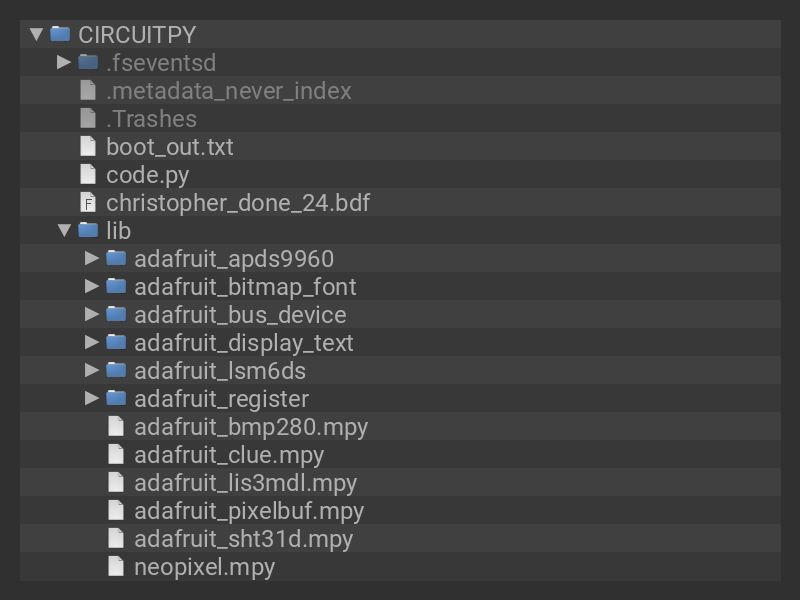 CIRCUITPY
.fseventsd
.metadata_never_index
.Trashes
boot_out.txt
code.py
F christopher_done_24.bdf
lib
adafruit_apds9960
adafruit_bitmap_font
adafruit_bus_device
adafruit_display_text
adafruit_lsm6ds
adafruit_register
adafruit_bmp280.mpy
adafruit_clue.mpy
adafruit_lis3mdl.mpy
adafruit_pixelbuf.mpy
adafruit_sht31d.mpy
neopixel.mpy